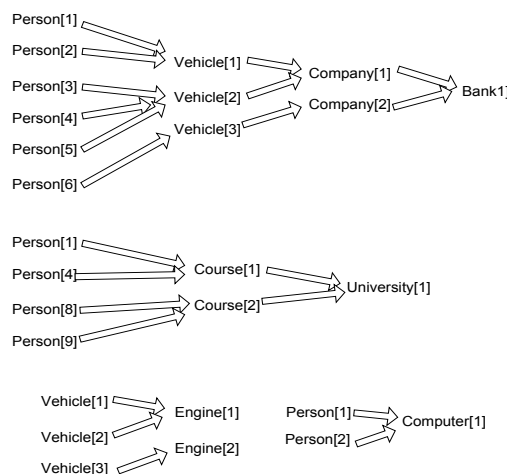 Person[1]
Person[2]
Person[3]
Person[4]
Person[5]
Person[6]
Vehicle[1]
Vehicle[2]
Vehicle[3]
Company[1]
Company[2]
Bank1]
Person[1]
Person[4]
Person[8]
Person[9]
Course[1]
Course[2]
University[1]
Vehicle[1]
Vehicle[2]
Vehicle[3]
Engine[1]
Engine[2]
Person[1]
Person[2]
Computer[1]